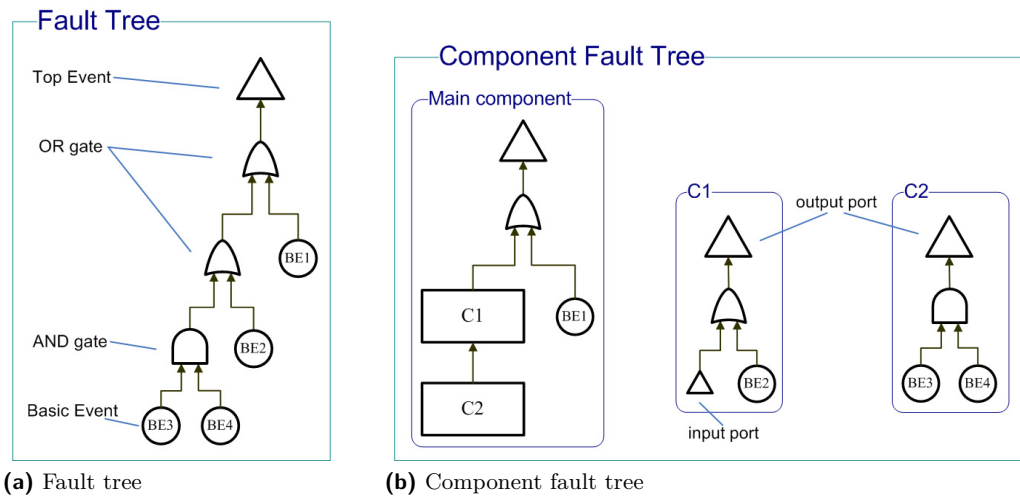 Fault Tree
Top Event
OR gate
BE1
BE2
AND gate
Basic Event
BE3
BE4
(a) Fault tree
Component Fault Tree
Main component
C1
BE1
C2
C1
output port
BE2
input port
C2
BE3
BE4
(b) Component fault tree